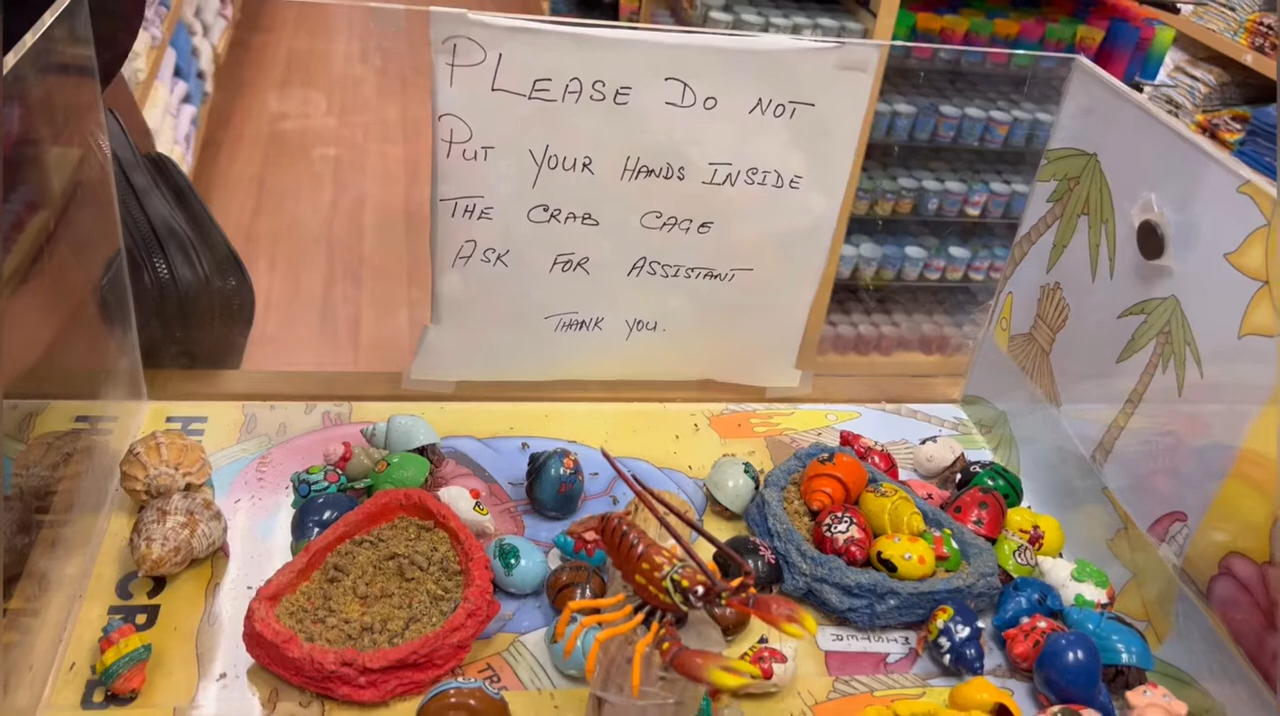 PLEASE DO NOT
PUT YOUR HANDS INSIDE
THE CRAB CAGE
ASK FOR ASSISTANT
THANK YOU.